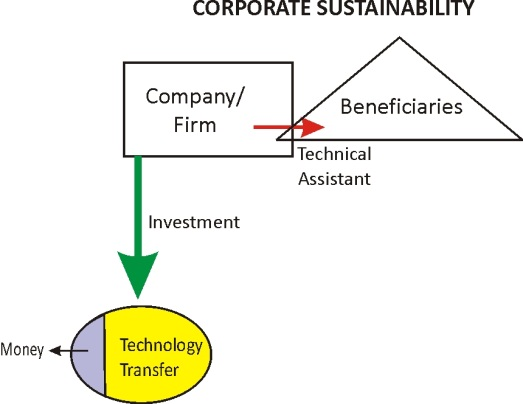 CORPORATE SUSTAINABILITY
Company/
Firm
Beneficiaries
Technical
Assistant
Investment
Money
Technology
Transfer